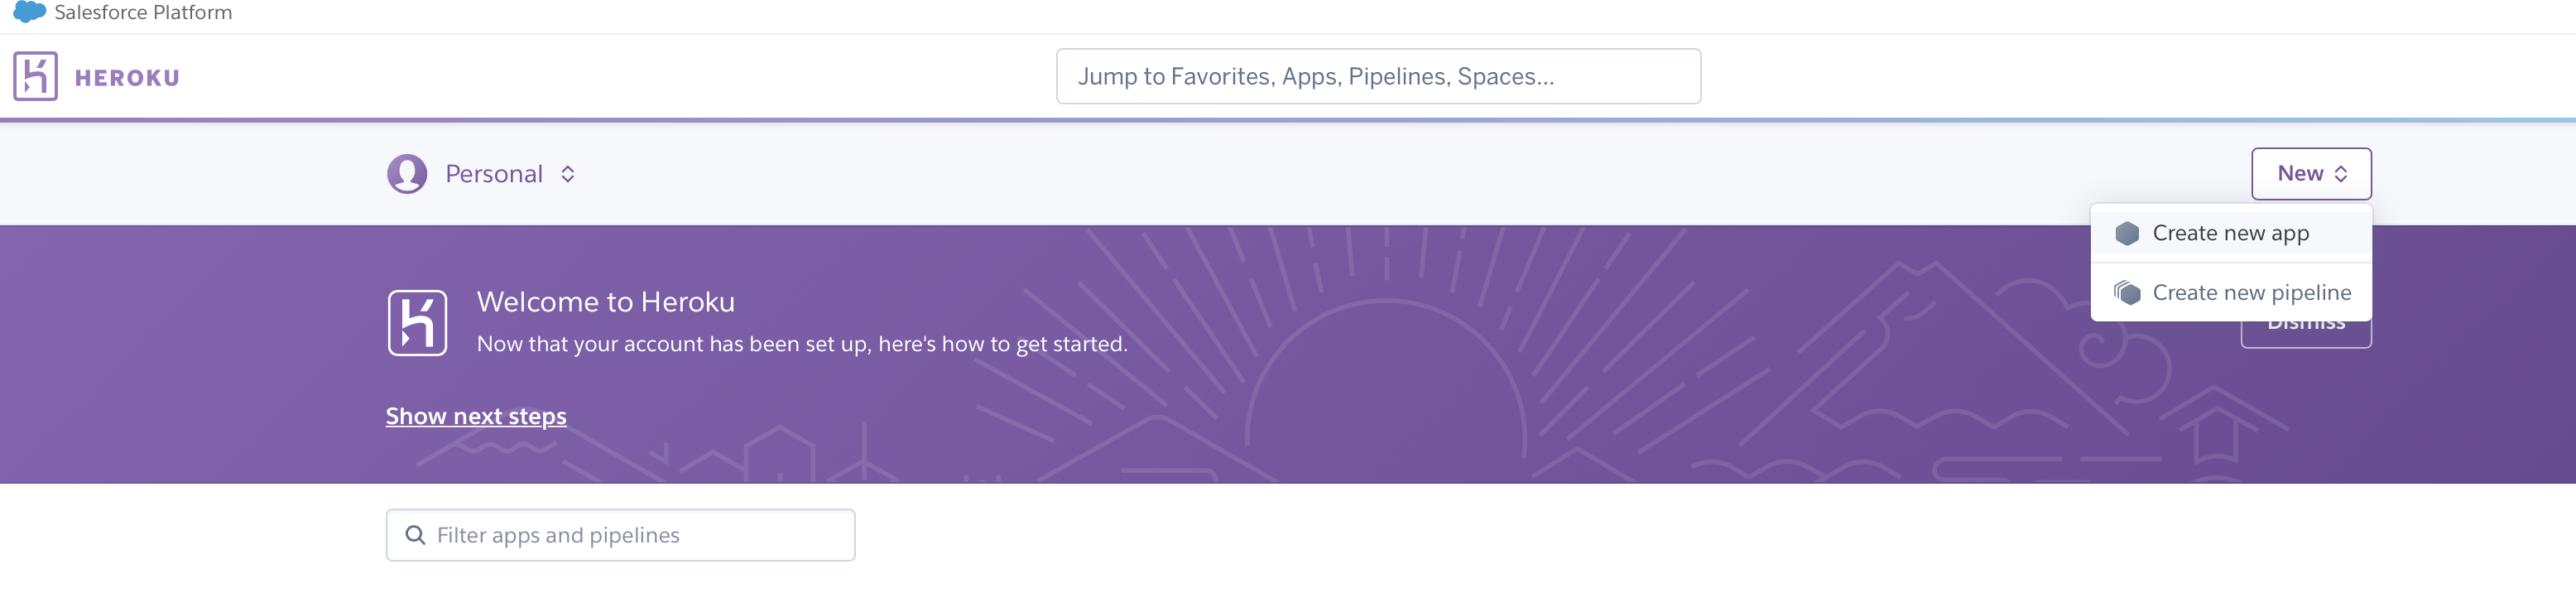 Salesforce Platform
HEROKU
Jump to Favorites, Apps, Pipelines, Spaces...
Personal
New
Create new app
Create new pipeline
Dismiss
Welcome to Heroku
Now that your account has been set up, here's how to get started.
Show next steps
Filter apps and pipelines